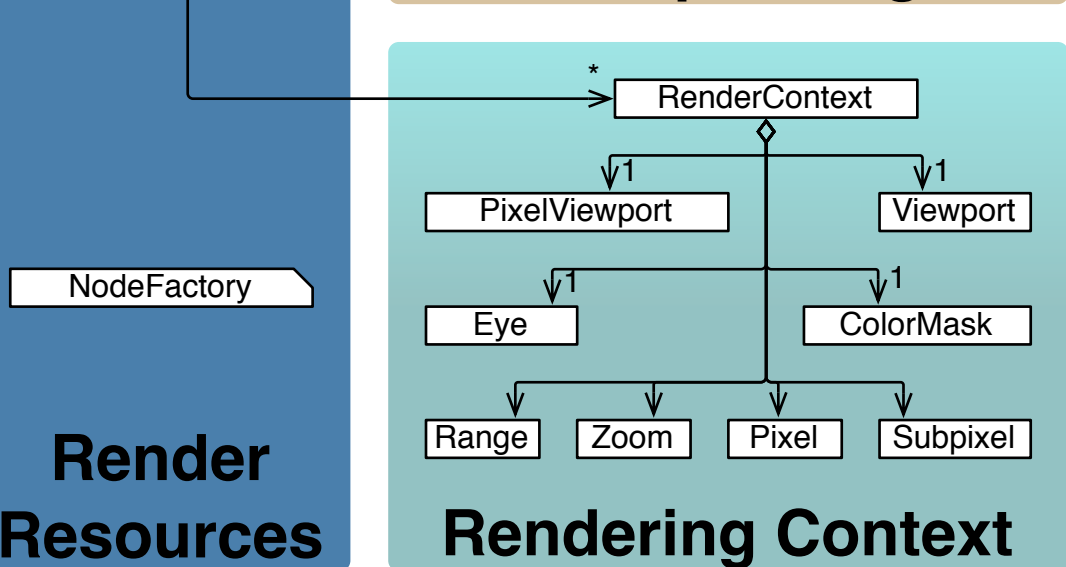 *
RenderContext
1
1
PixelViewport
Viewport
NodeFactory
1
1
Eye
ColorMask
Range
Zoom
Pixel
Subpixel
Render
Resources
Rendering Context